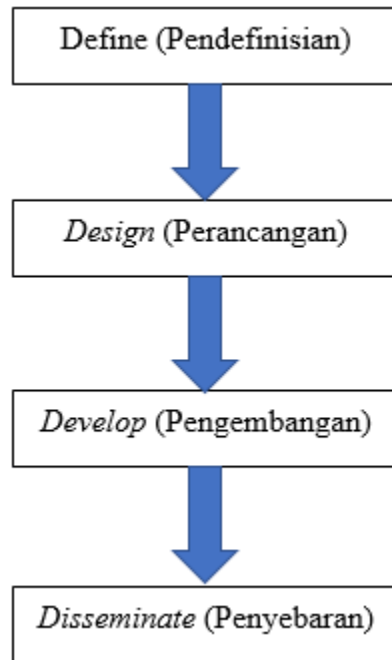 Define (Pendefinisian)
Design (Perancangan)
Develop (Pengembangan)
Disseminate (Penyebaran)